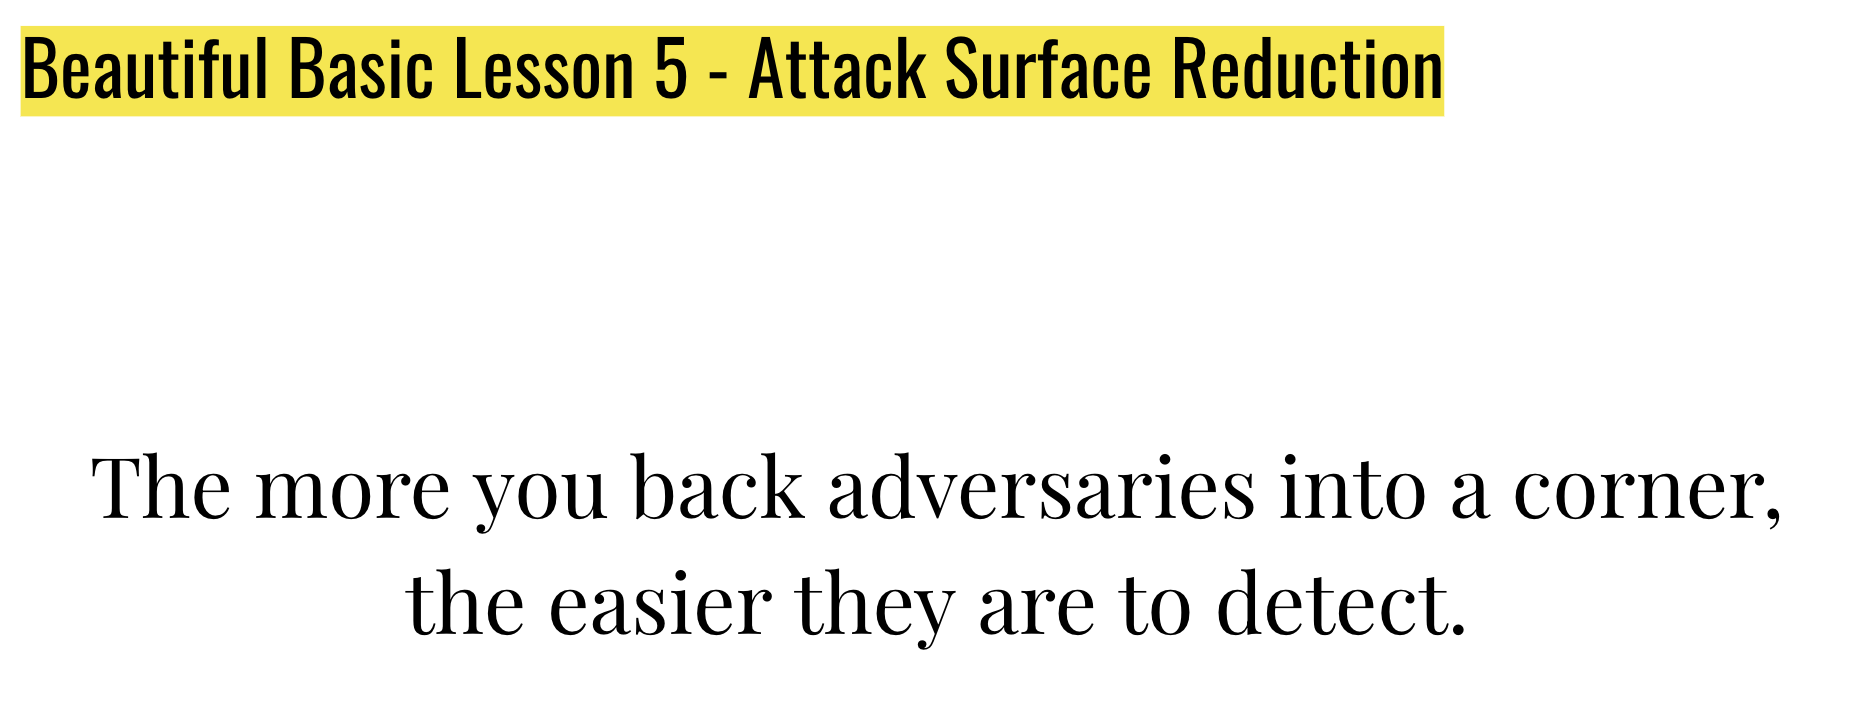 Beautiful Basic Lesson 5 - Attack Surface Reduction
The more you back adversaries into a corner,
the easier they are to detect.